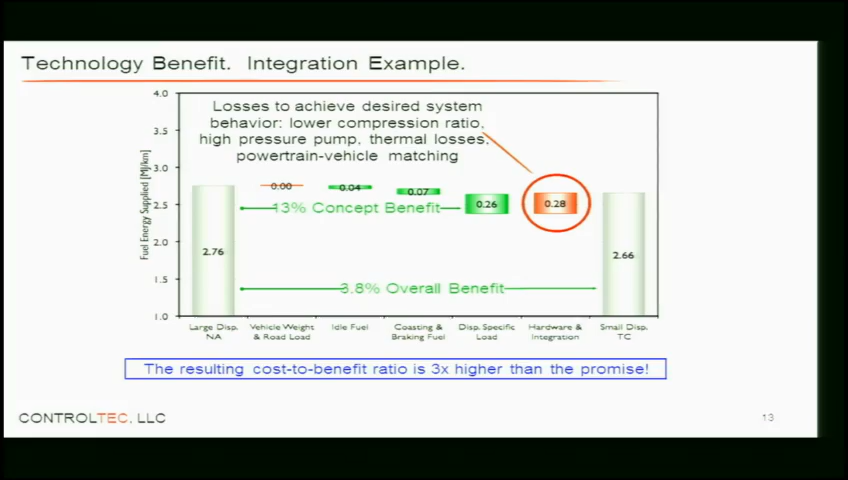 Technology Benefit. Integration Example.
4.0
3.5
3.0
2.5
2.0
1.5
1.0
Fuel Energy Supplied [MJ/km]
Losses to achieve desired system
behavior: lower compression ratio,
high pressure pump, thermal losses,
powertrain-vehicle matching
0.00
0.04
0.07
0.26
0.28
13% Concept Benefit
2.76
2.66
3.8% Overall Benefit
Large Disp.
NA
Vehicle Weight
& Road Load
Idle Fuel
Coasting &
Braking Fuel
Disp. Specific
Load
Hardware &
Integration
Small Disp.
TC
The resulting cost-to-benefit ratio is 3x higher than the promise!
CONTROLTEC, LLC
13